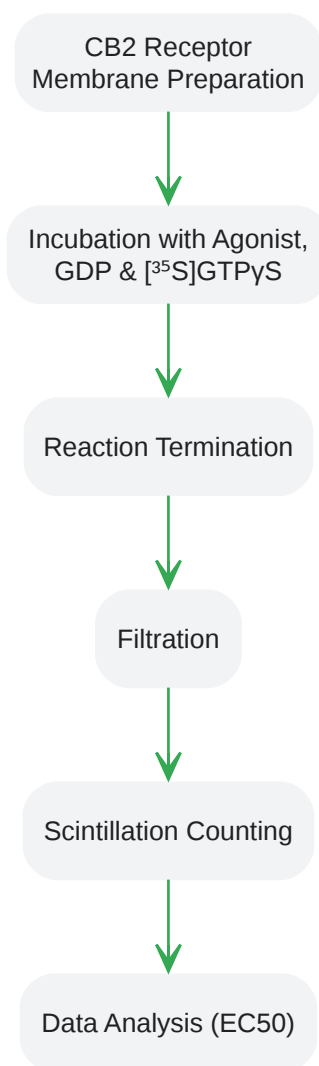 CB2 Receptor
Membrane Preparation
Incubation with Agonist,
GDP & [³⁵S]GTPγS
Reaction Termination
Filtration
Scintillation Counting
Data Analysis (EC50)